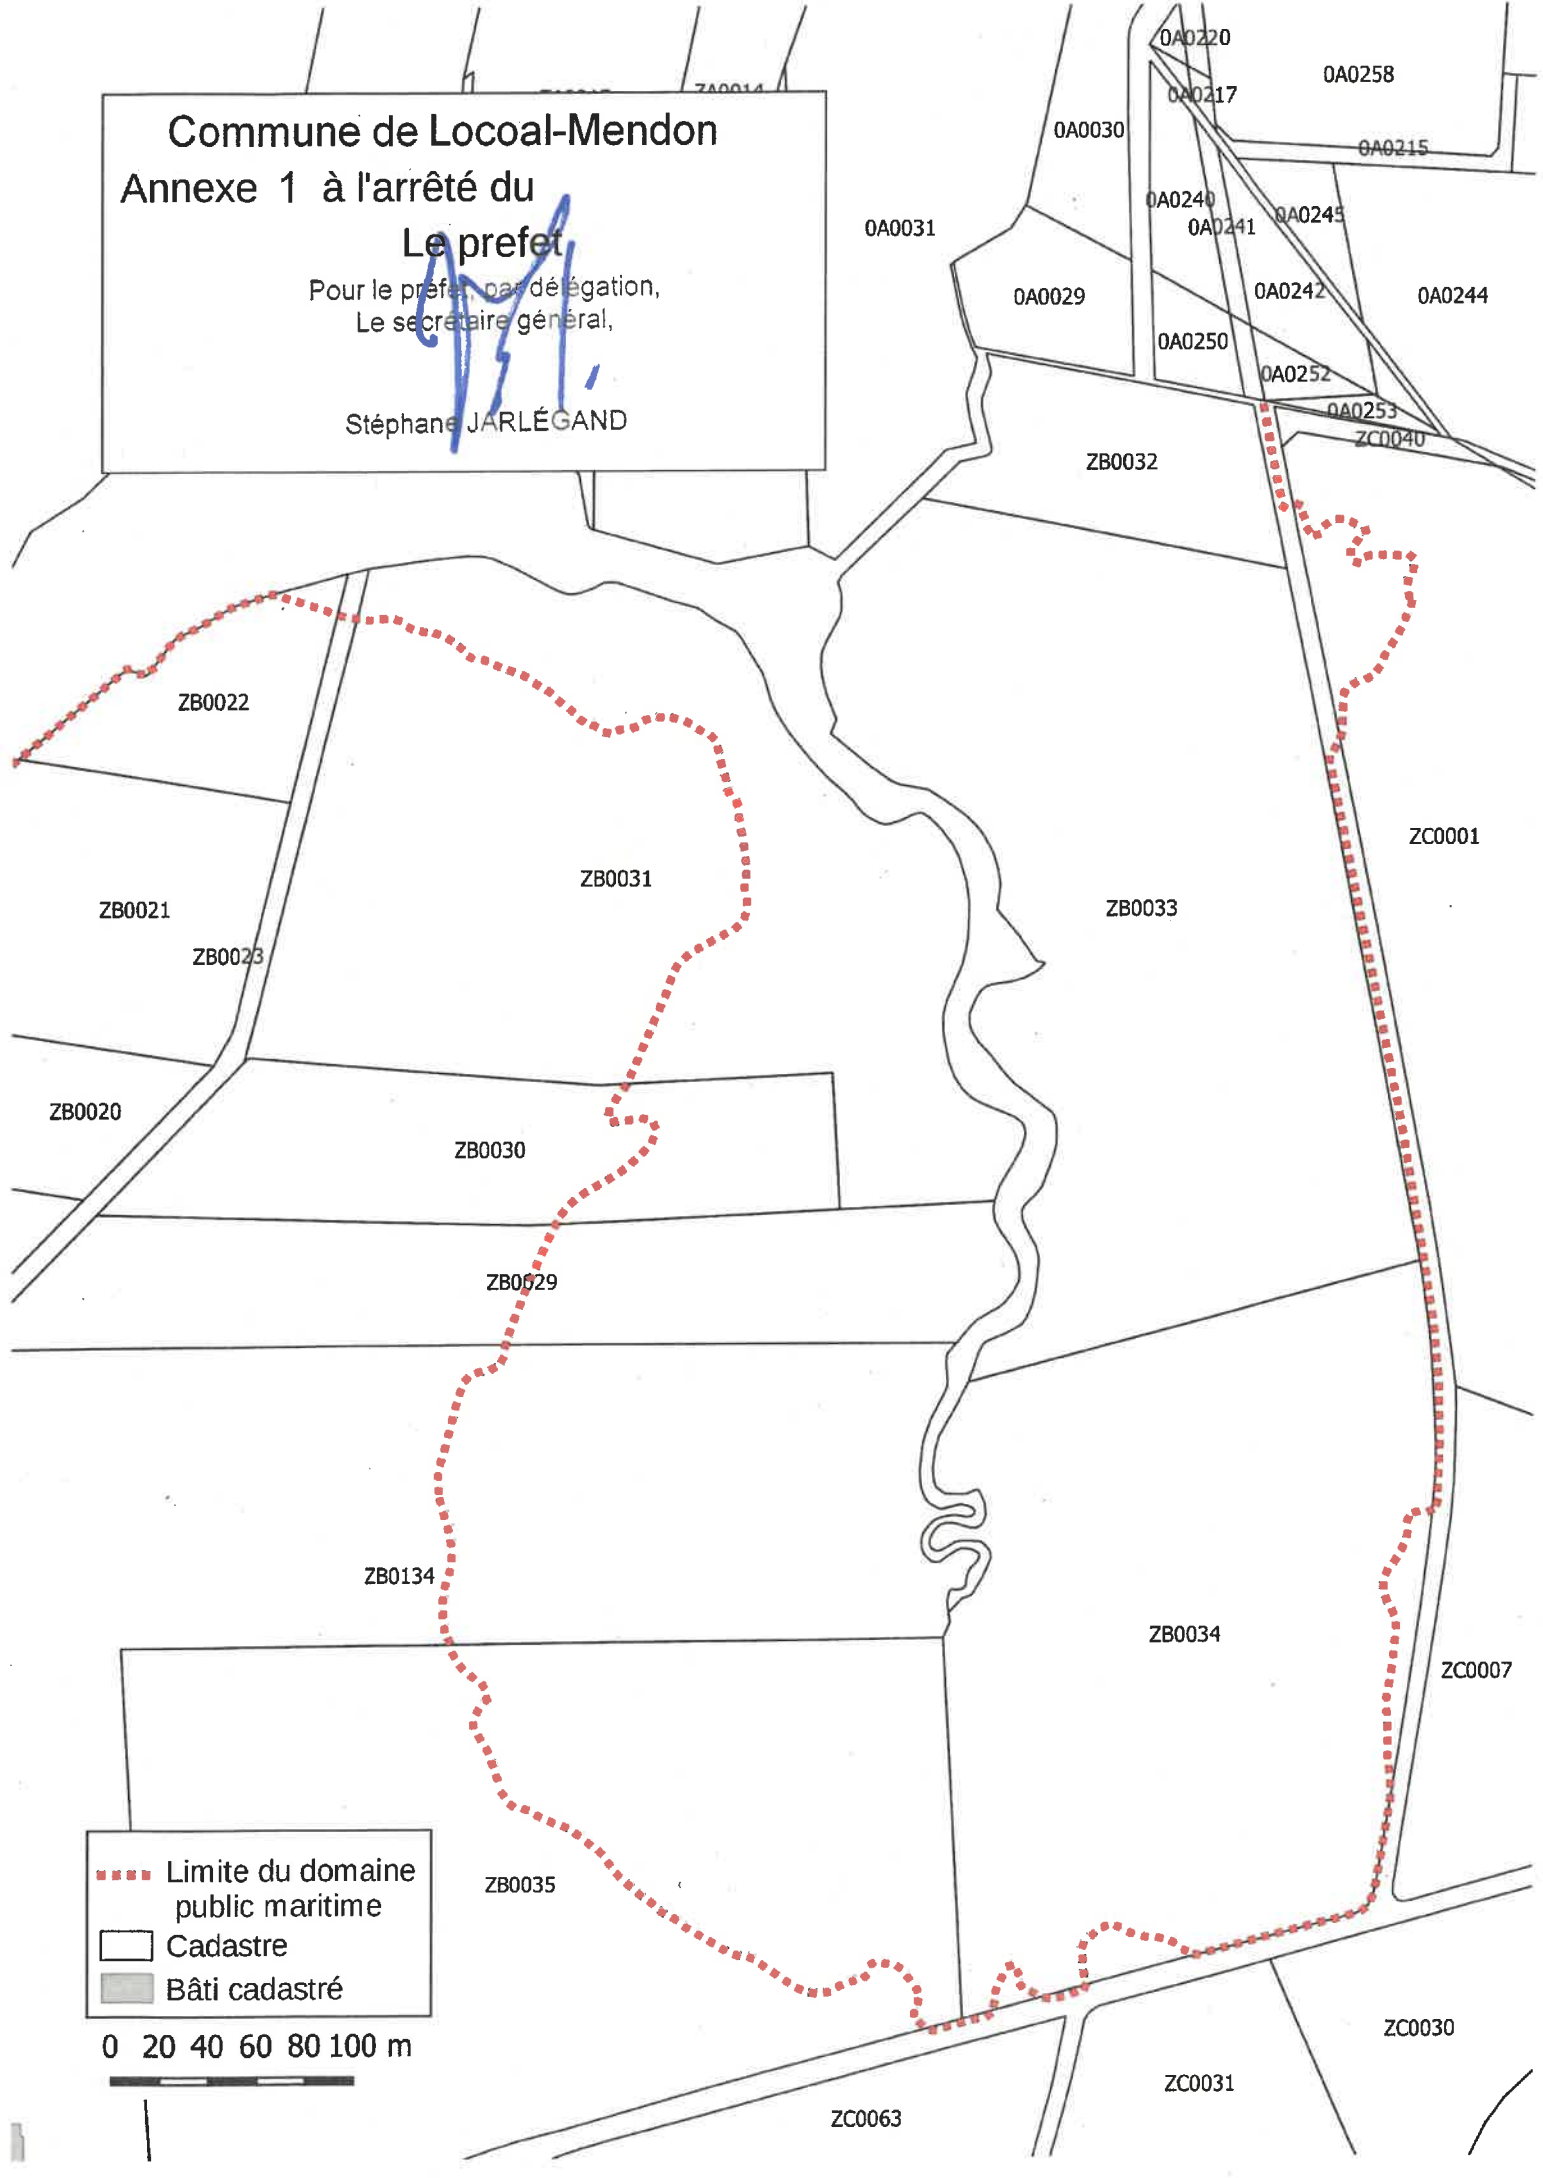 0A0220
0A0258
ZA0014
0A0217
Commune de Locoal-Mendon
0A0030
0A0215
Annexe 1 à l'arrêté du
0A0240
0A0245
0A0031
0A0241
Le prefet
Pour le préfet, par délégation,
0A0029
0A0242
0A0244
Le secrétaire général,
0A0250
0A0252
Stéphane JARLÉGAND
0A0253
ZC0040
ZB0032
ZB0022
ZC0001
ZB0031
ZB0021
ZB0033
ZB0023
ZB0020
ZB0030
ZB0029
ZB0134
ZB0034
ZC0007
Limite du domaine
public maritime
ZB0035
Cadastre
Bâti cadastré
0 20 40 60 80 100 m
ZC0030
ZC0031
ZC0063